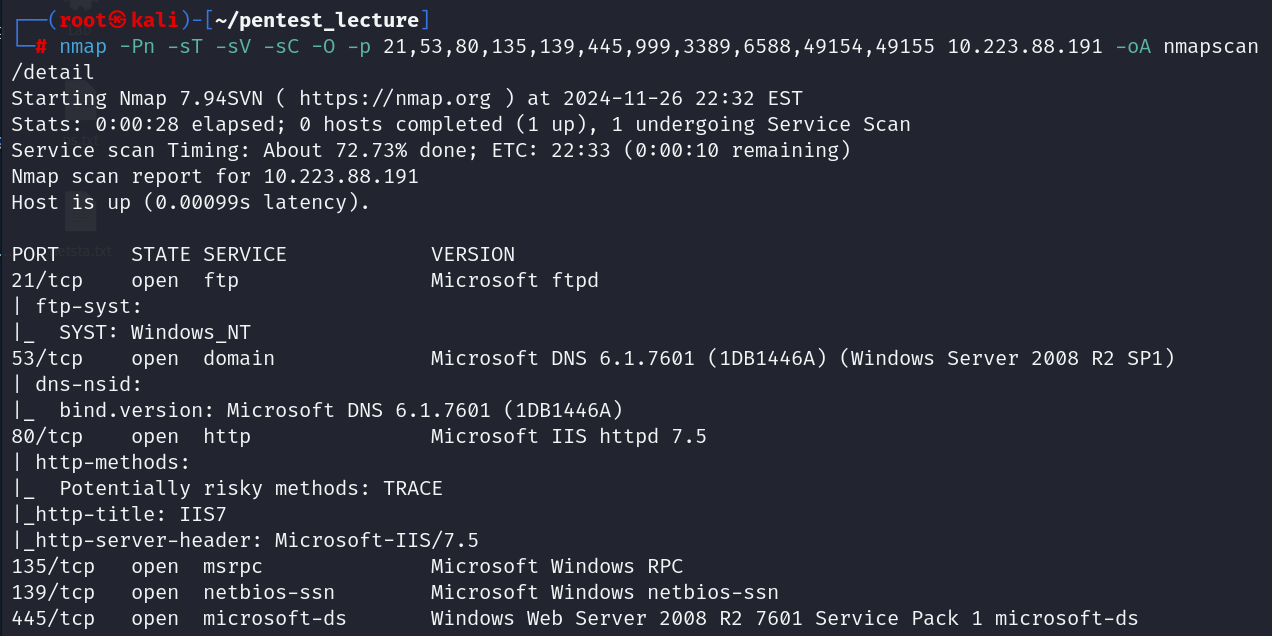 ┌──(root㉿kali)-[~/pentest_lecture]
└─# nmap -Pn -sT -sV -sC -O -p 21,53,80,135,139,445,999,3389,6588,49154,49155 10.223.88.191 -oA nmapscan
/detail
Starting Nmap 7.94SVN ( https://nmap.org ) at 2024-11-26 22:32 EST
Stats: 0:00:28 elapsed; 0 hosts completed (1 up), 1 undergoing Service Scan
Service scan Timing: About 72.73% done; ETC: 22:33 (0:00:10 remaining)
Nmap scan report for 10.223.88.191
Host is up (0.00099s latency).
PORT      STATE SERVICE            VERSION
21/tcp    open  ftp                Microsoft ftpd
| ftp-syst:
|_  SYST: Windows_NT
53/tcp    open  domain             Microsoft DNS 6.1.7601 (1DB1446A) (Windows Server 2008 R2 SP1)
| dns-nsid:
|_  bind.version: Microsoft DNS 6.1.7601 (1DB1446A)
80/tcp    open  http               Microsoft IIS httpd 7.5
| http-methods:
|_  Potentially risky methods: TRACE
|_http-title: IIS7
|_http-server-header: Microsoft-IIS/7.5
135/tcp   open  msrpc              Microsoft Windows RPC
139/tcp   open  netbios-ssn        Microsoft Windows netbios-ssn
445/tcp   open  microsoft-ds       Windows Web Server 2008 R2 7601 Service Pack 1 microsoft-ds